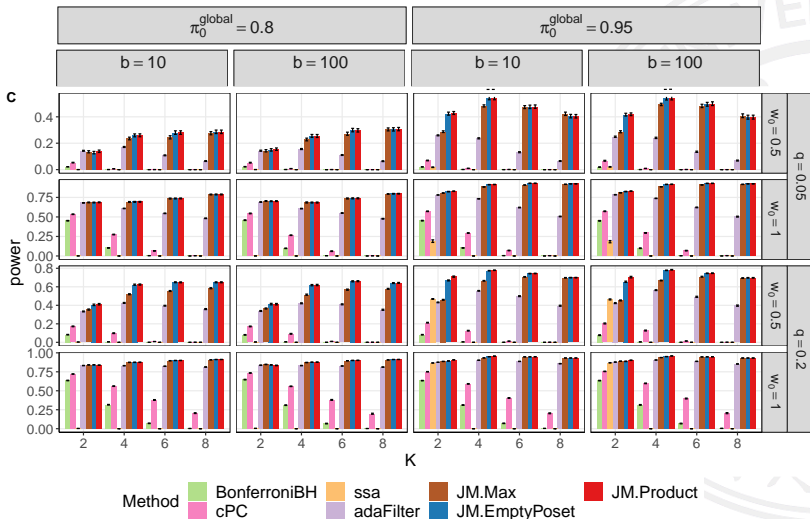 π₀^global = 0.8
π₀^global = 0.95
b = 10
b = 100
b = 10
b = 100
C
0.4
0.2
0.0
w₀ = 0.5
0.75
0.50
0.25
0.00
w₀ = 1
q = 0.05
power
0.8
0.6
0.4
0.2
0.0
w₀ = 0.5
1.00
0.75
0.50
0.25
0.00
w₀ = 1
q = 0.2
2 4 6 8 2 4 6 8 2 4 6 8 2 4 6 8
K
Method
BonferroniBH
ssa
JM.Max
JM.Product
cPC
adaFilter
JM.EmptyPoset